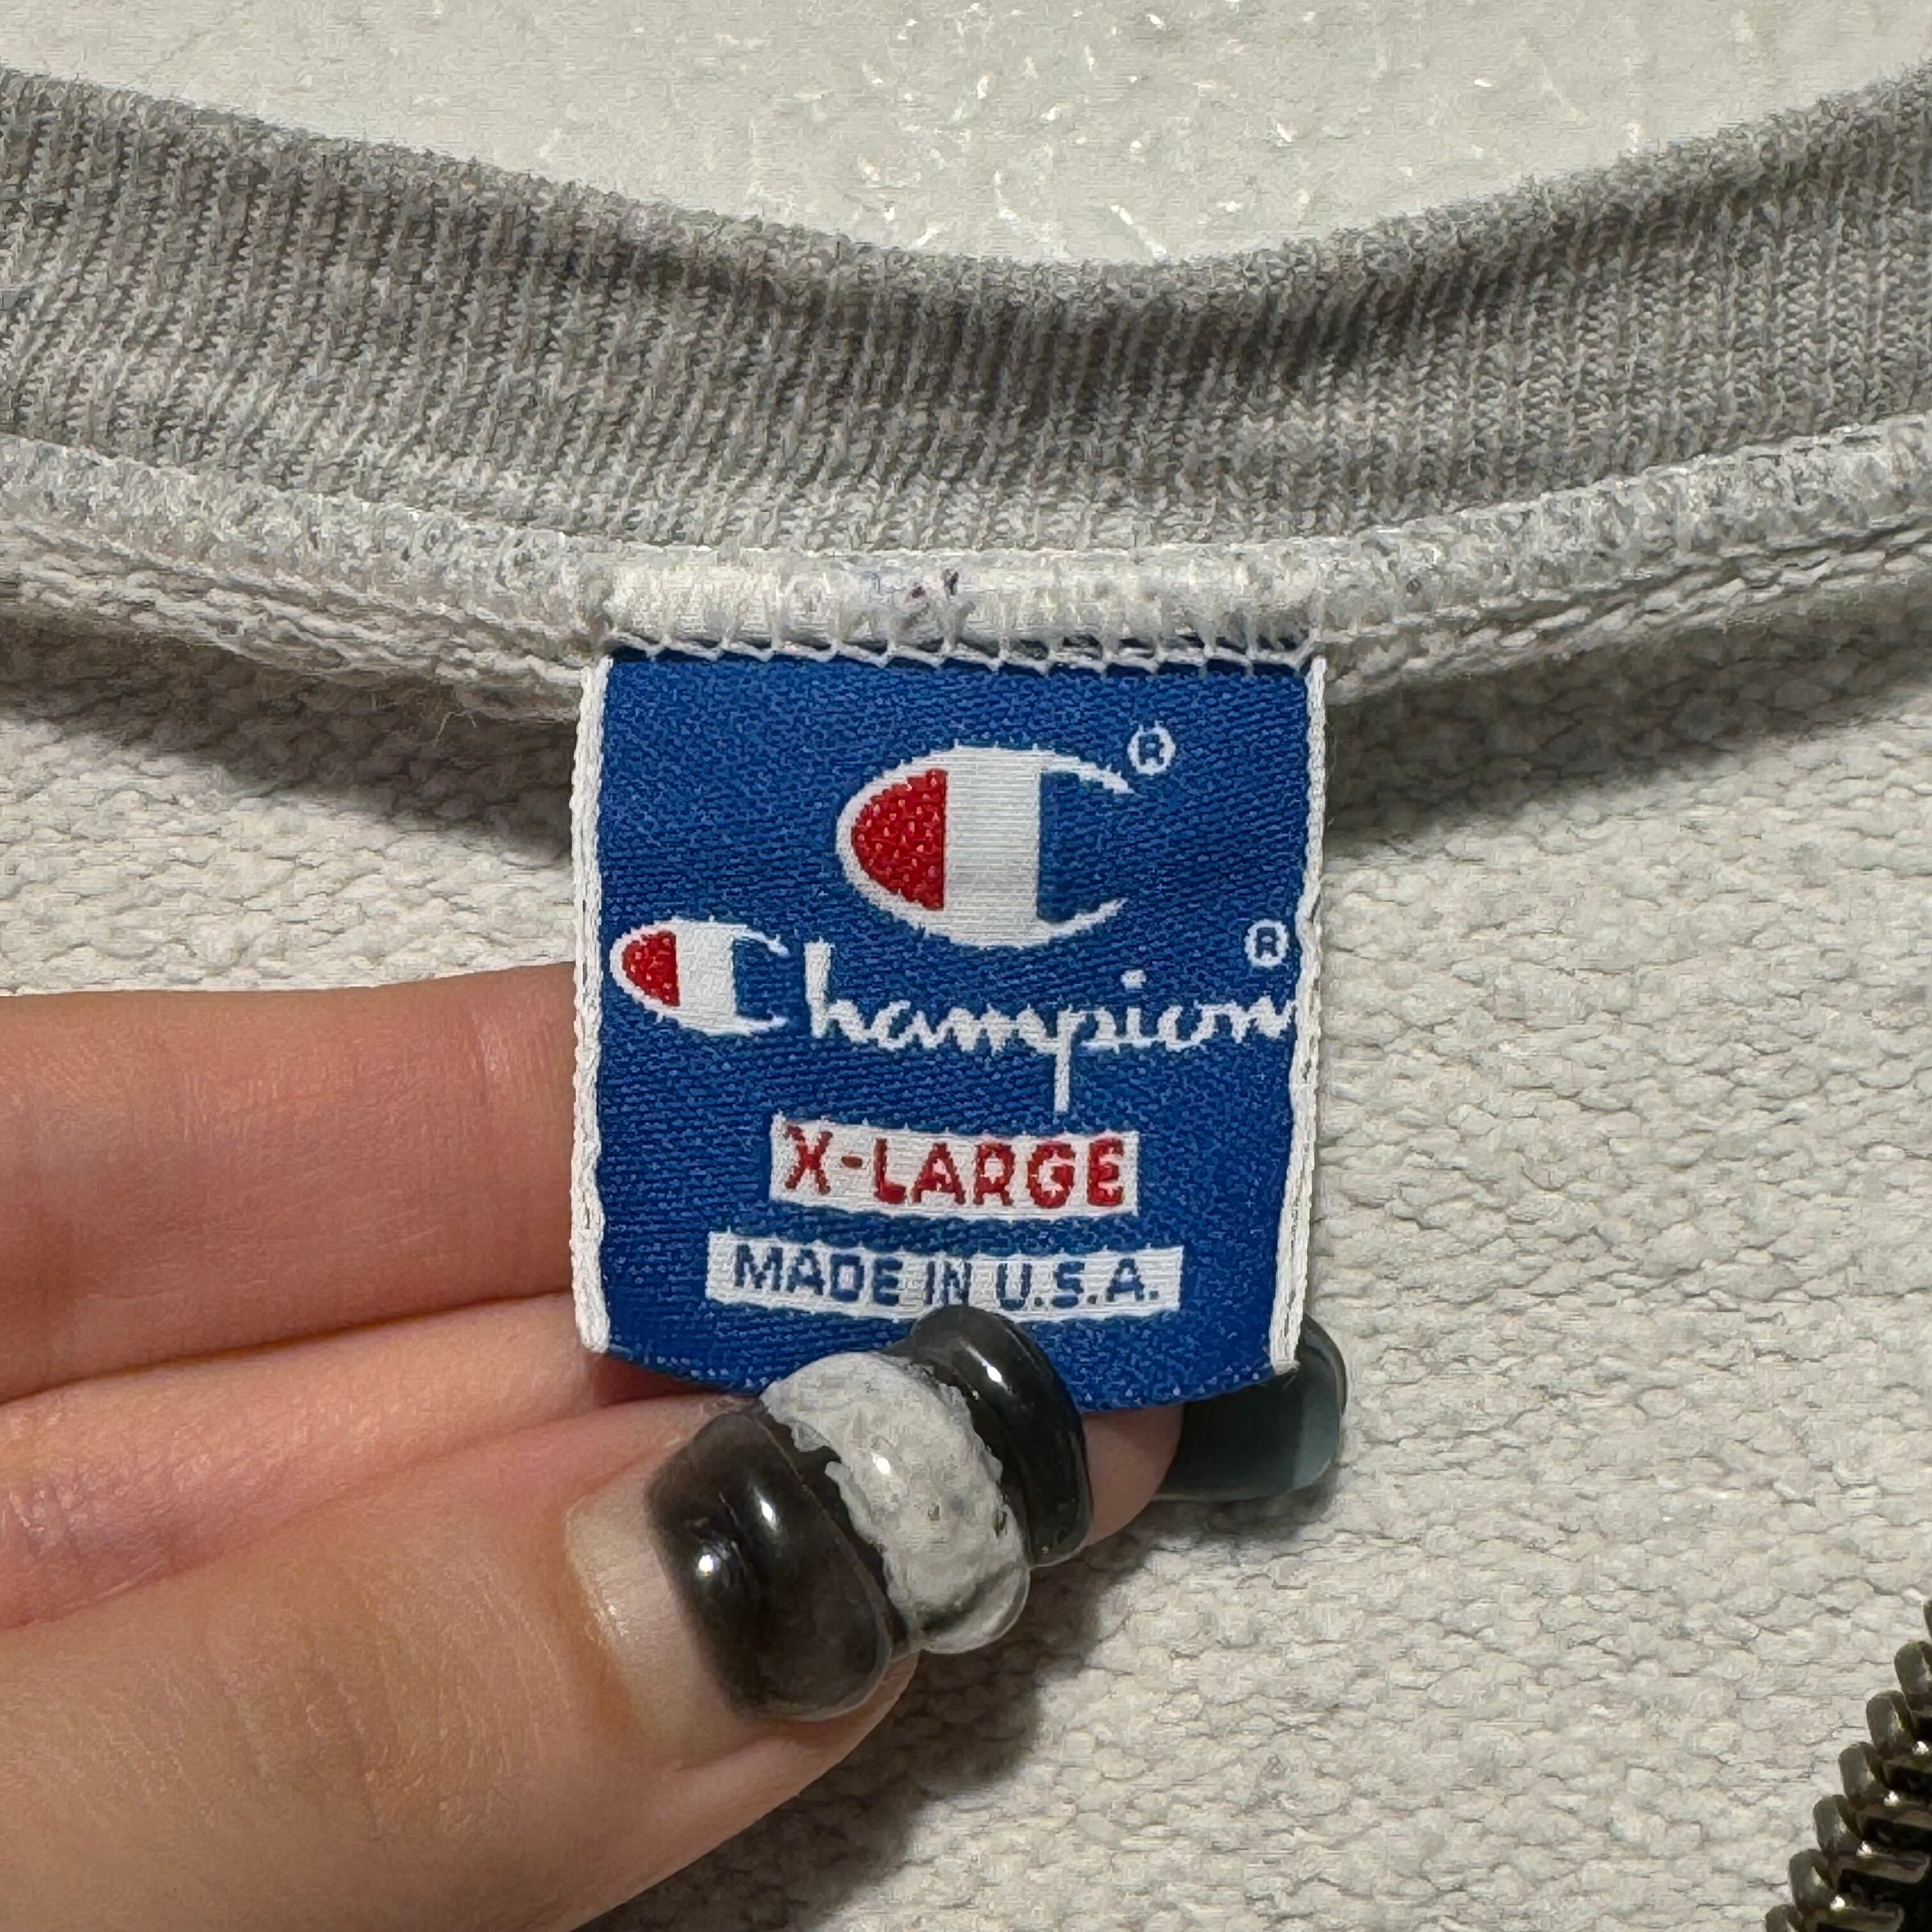 C®
Champion®
X-LARGE
MADE IN U.S.A.